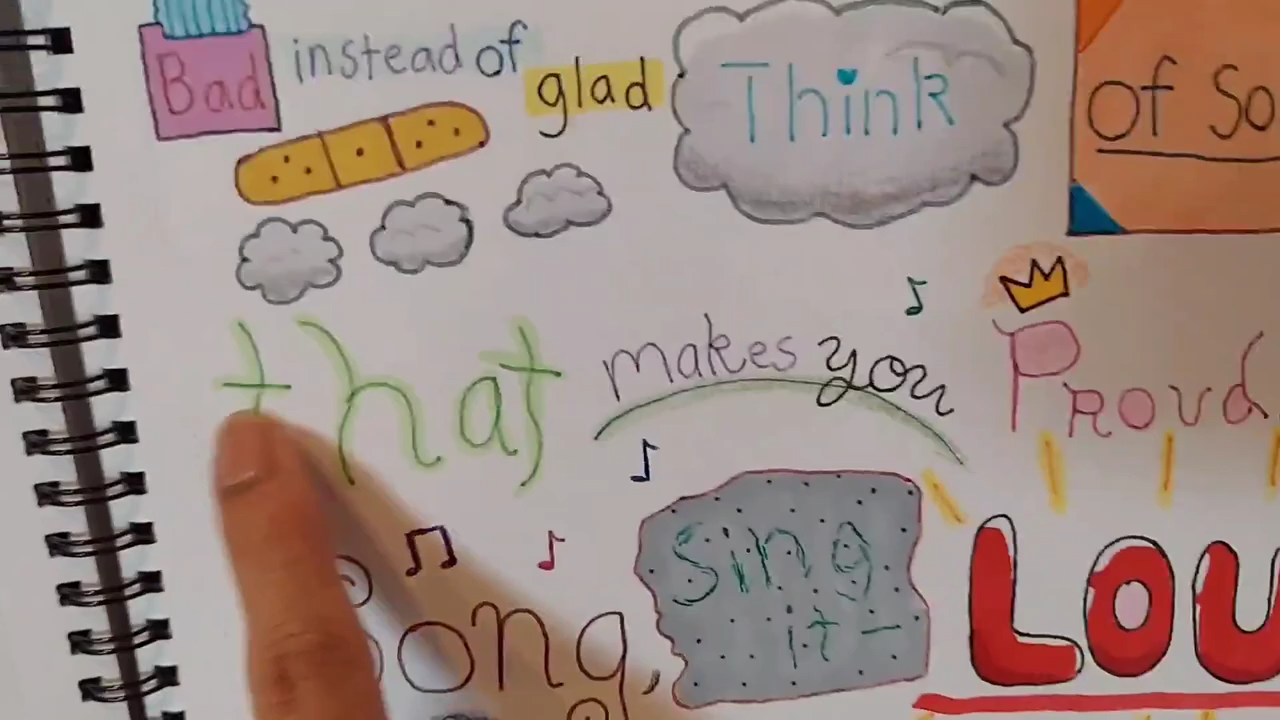 Bad instead of glad Think of So
that makes you Proud
Song, sing it - LOU